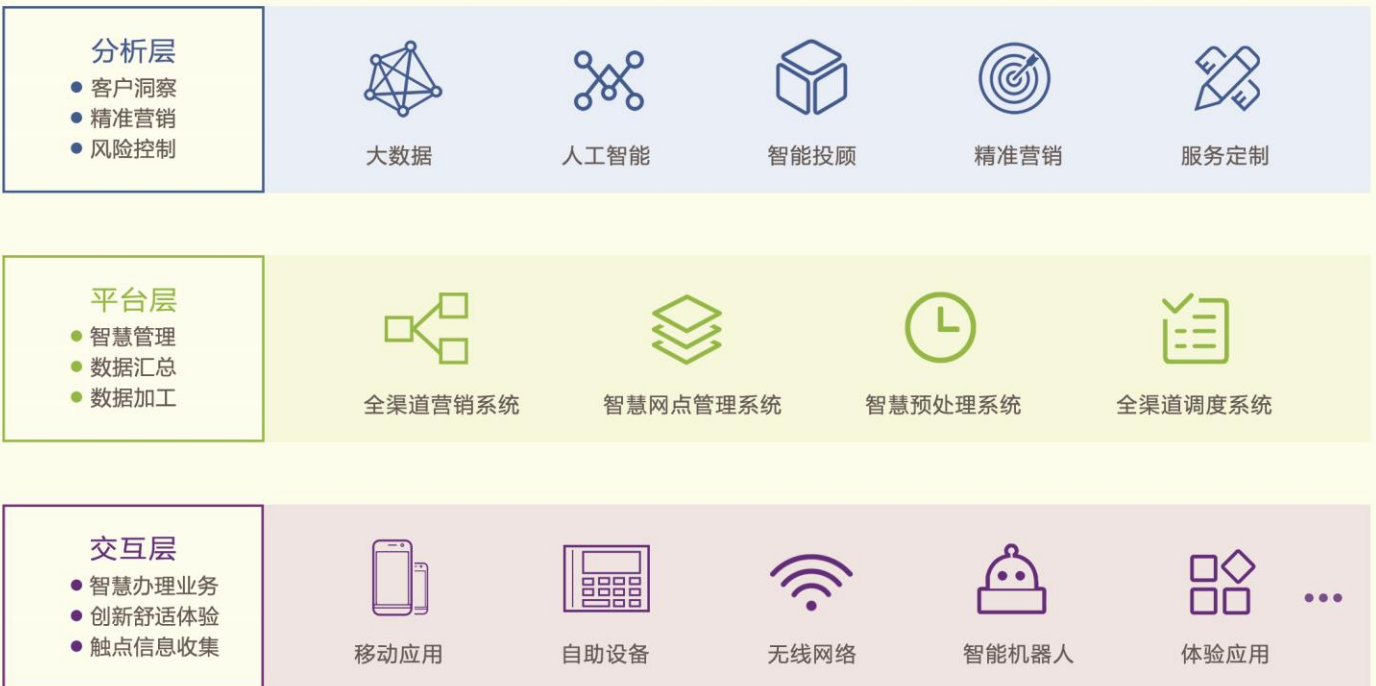 分析层
● 客户洞察
● 精准营销
● 风险控制
大数据
人工智能
智能投顾
精准营销
服务定制
平台层
● 智慧管理
● 数据汇总
● 数据加工
全渠道营销系统
智慧网点管理系统
智慧预处理系统
全渠道调度系统
交互层
● 智慧办理业务
● 创新舒适体验
● 触点信息收集
移动应用
自助设备
无线网络
智能机器人
体验应用
•••